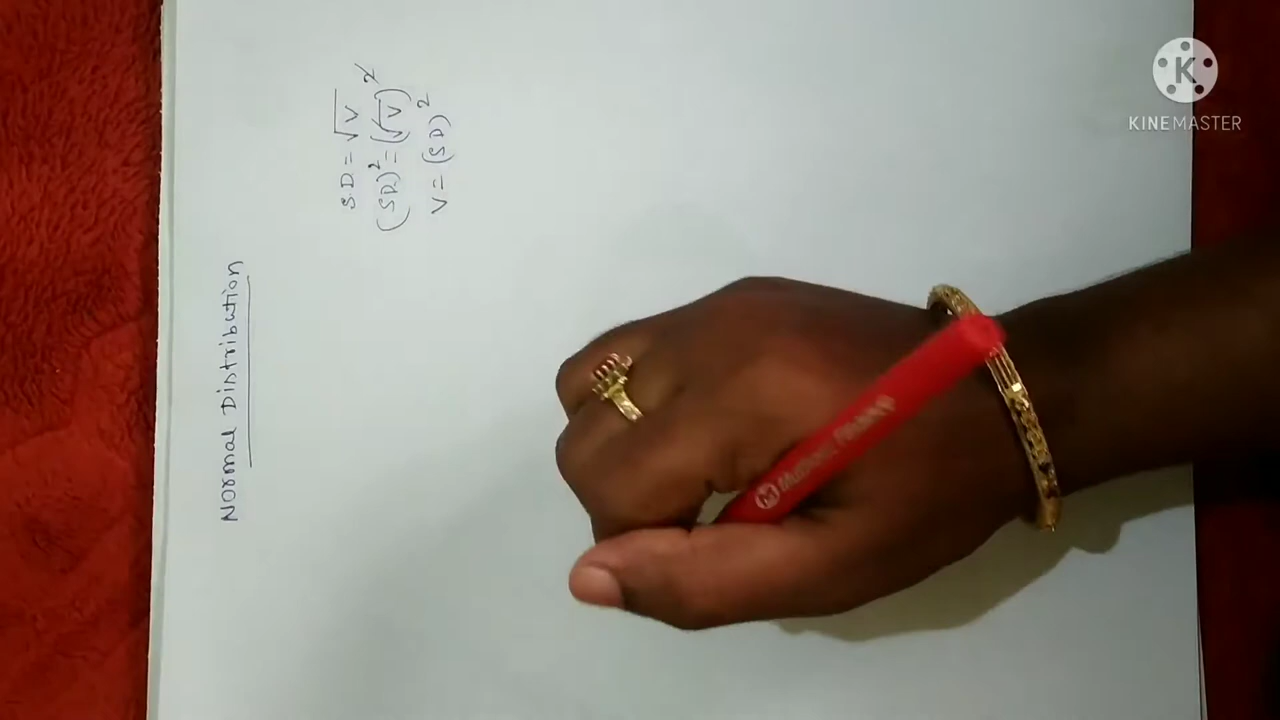 Normal Distribution
SD = √V
(SD)² = (√V)²
V = (SD)²
KINEMASTER